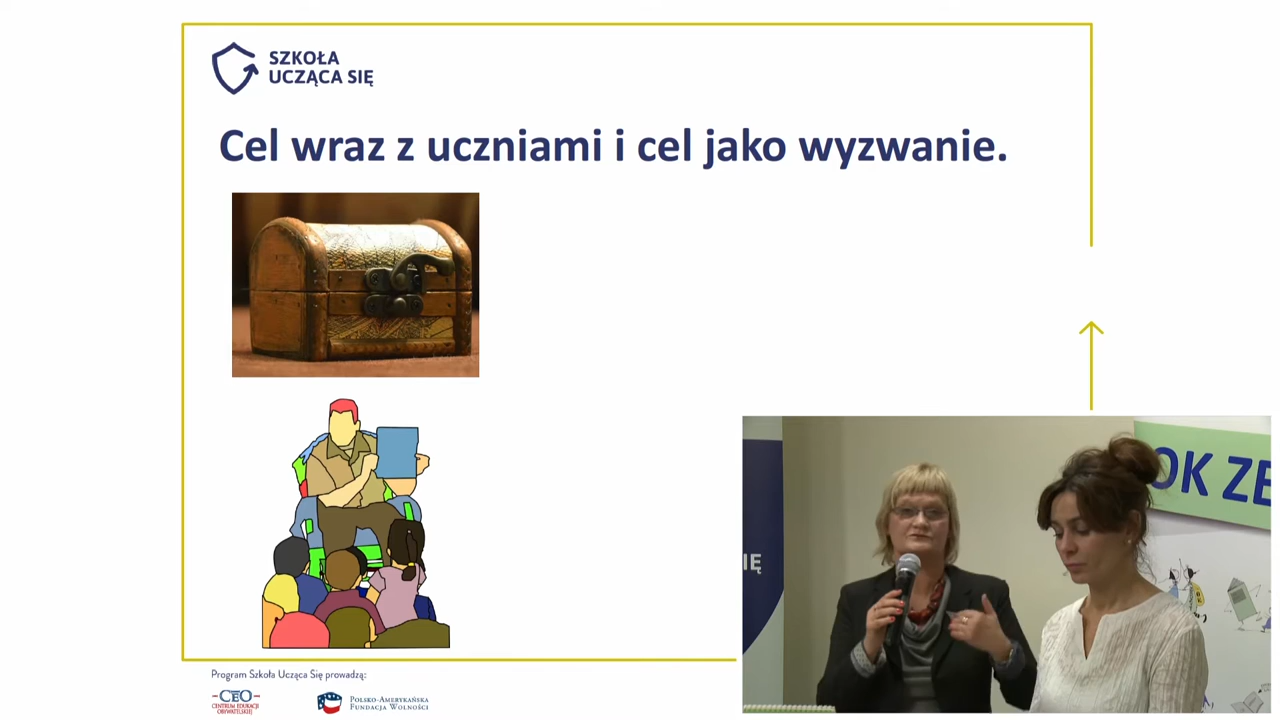 SZKOŁA
UCZĄCA SIĘ
Cel wraz z uczniami i cel jako wyzwanie.
OK ZE
IĘ
Program Szkoła Ucząca Się prowadzą:
CEO
CENTRUM EDUKACJI
OBYWATELSKIEJ
POLSKO-AMERYKAŃSKA
FUNDACJA WOLNOŚCI